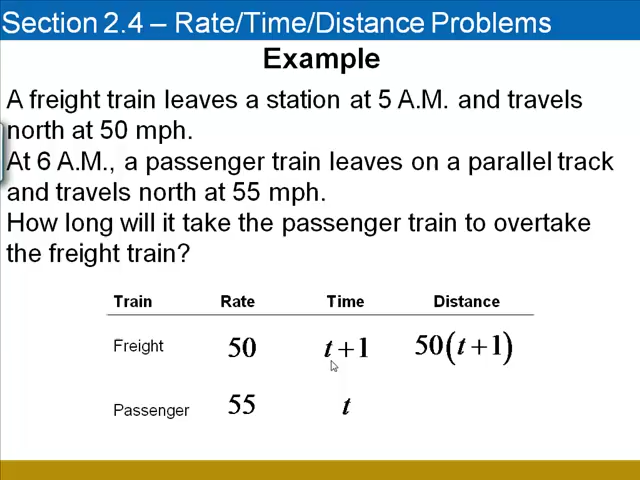 Section 2.4 – Rate/Time/Distance Problems
Example
A freight train leaves a station at 5 A.M. and travels
north at 50 mph.
At 6 A.M., a passenger train leaves on a parallel track
and travels north at 55 mph.
How long will it take the passenger train to overtake
the freight train?
Train Rate Time Distance
Freight 50 t+1 50(t+1)
Passenger 55 t